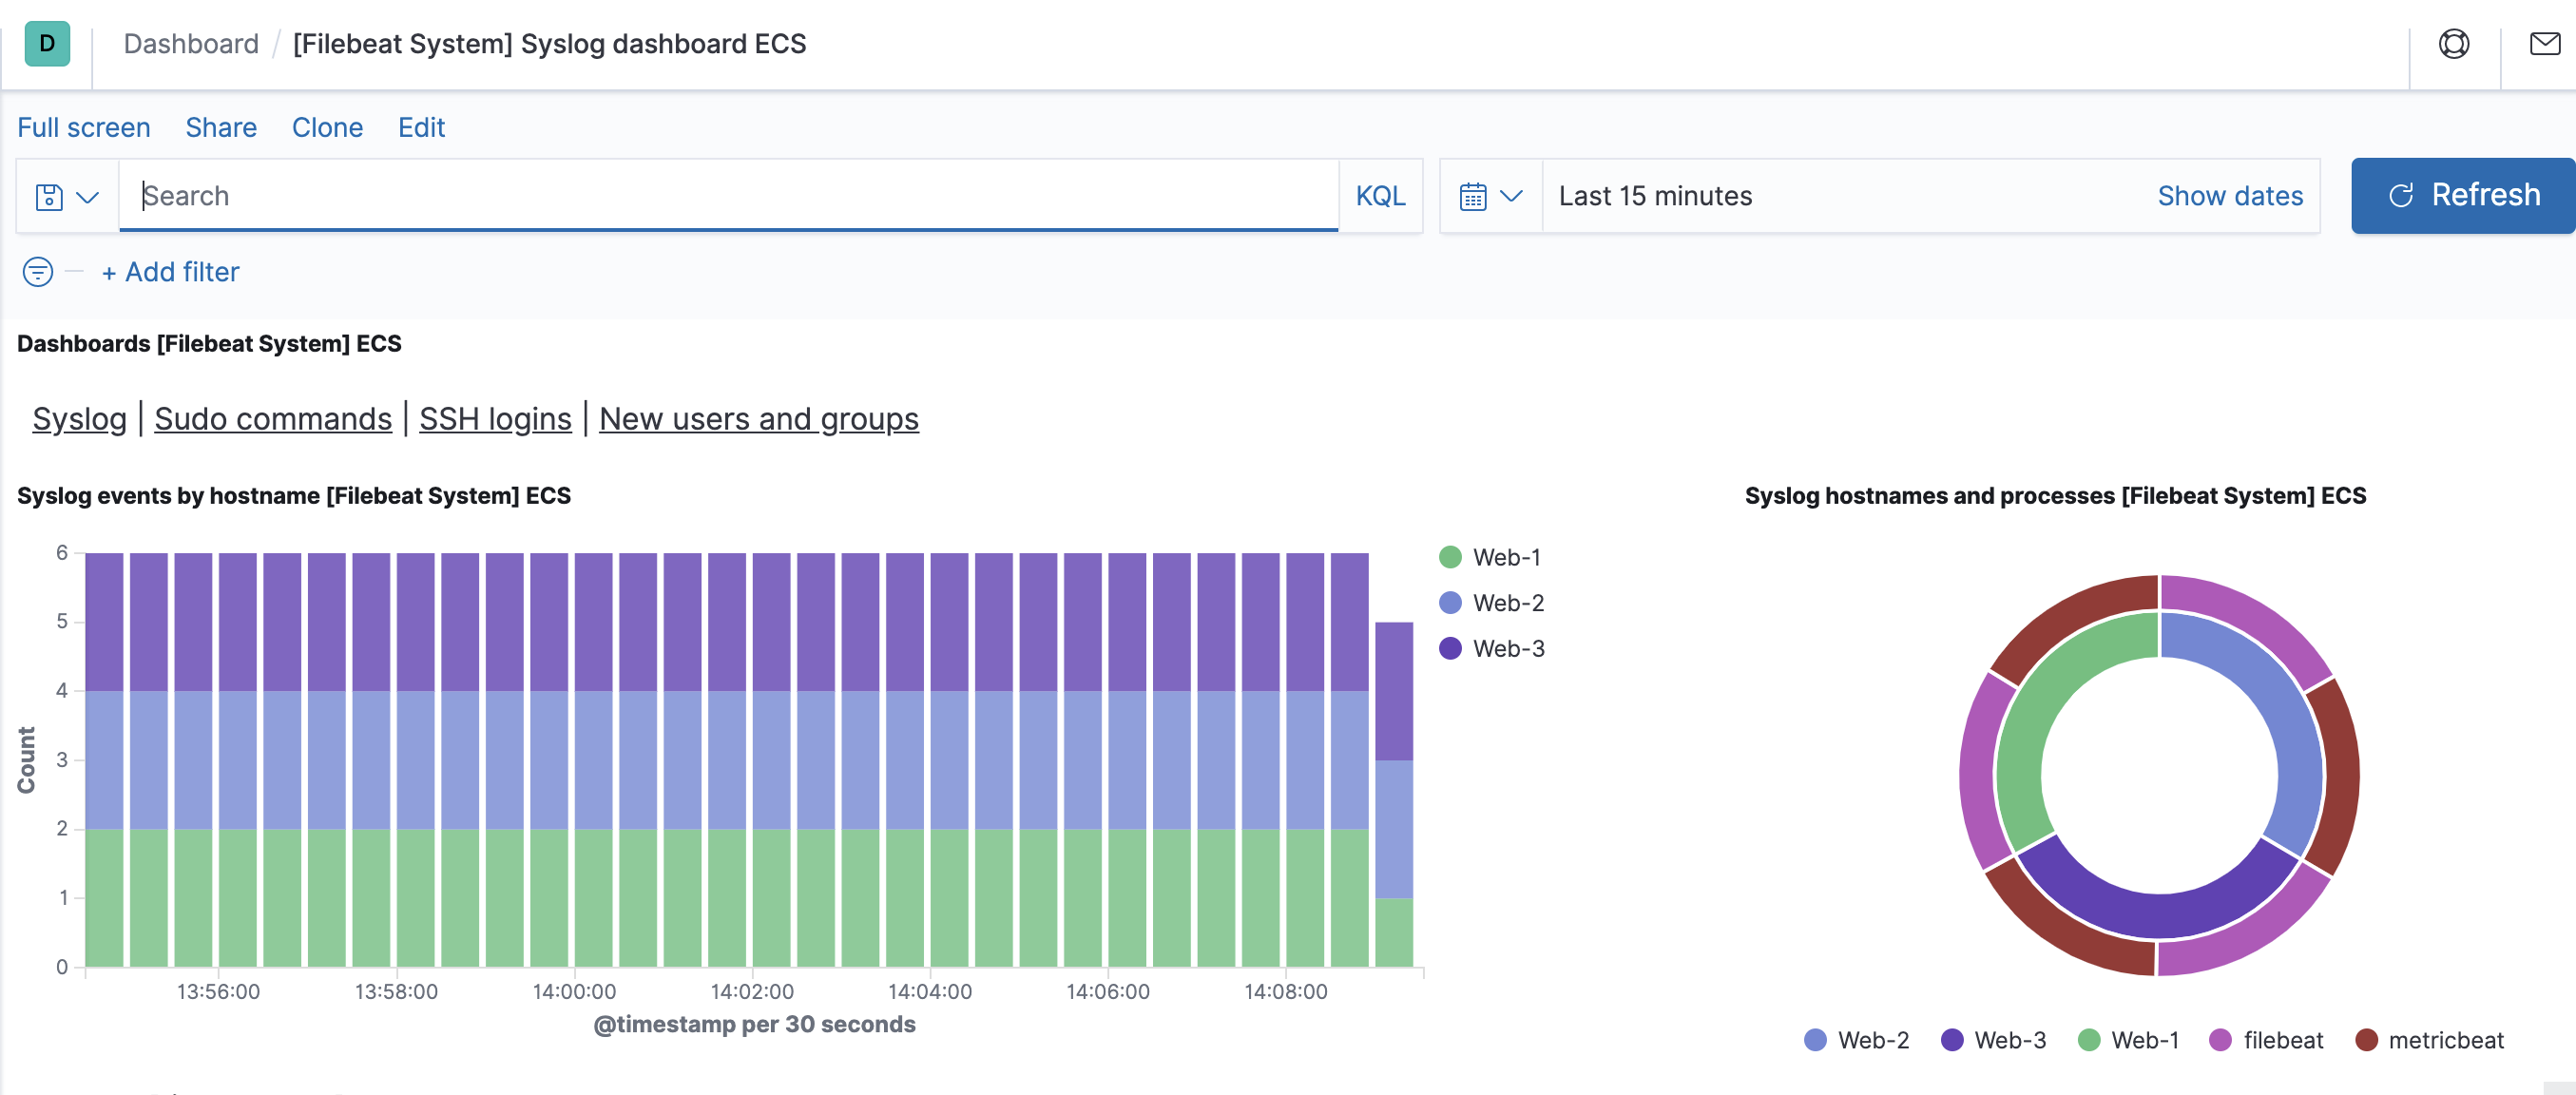 D Dashboard / [Filebeat System] Syslog dashboard ECS
Full screen Share Clone Edit
Search KQL Last 15 minutes Show dates Refresh
+ Add filter
Dashboards [Filebeat System] ECS
Syslog | Sudo commands | SSH logins | New users and groups
Syslog events by hostname [Filebeat System] ECS
6
5
4
3
2
1
0
Count
13:56:00 13:58:00 14:00:00 14:02:00 14:04:00 14:06:00 14:08:00
@timestamp per 30 seconds
Web-1
Web-2
Web-3
Syslog hostnames and processes [Filebeat System] ECS
Web-2 Web-3 Web-1 filebeat metricbeat